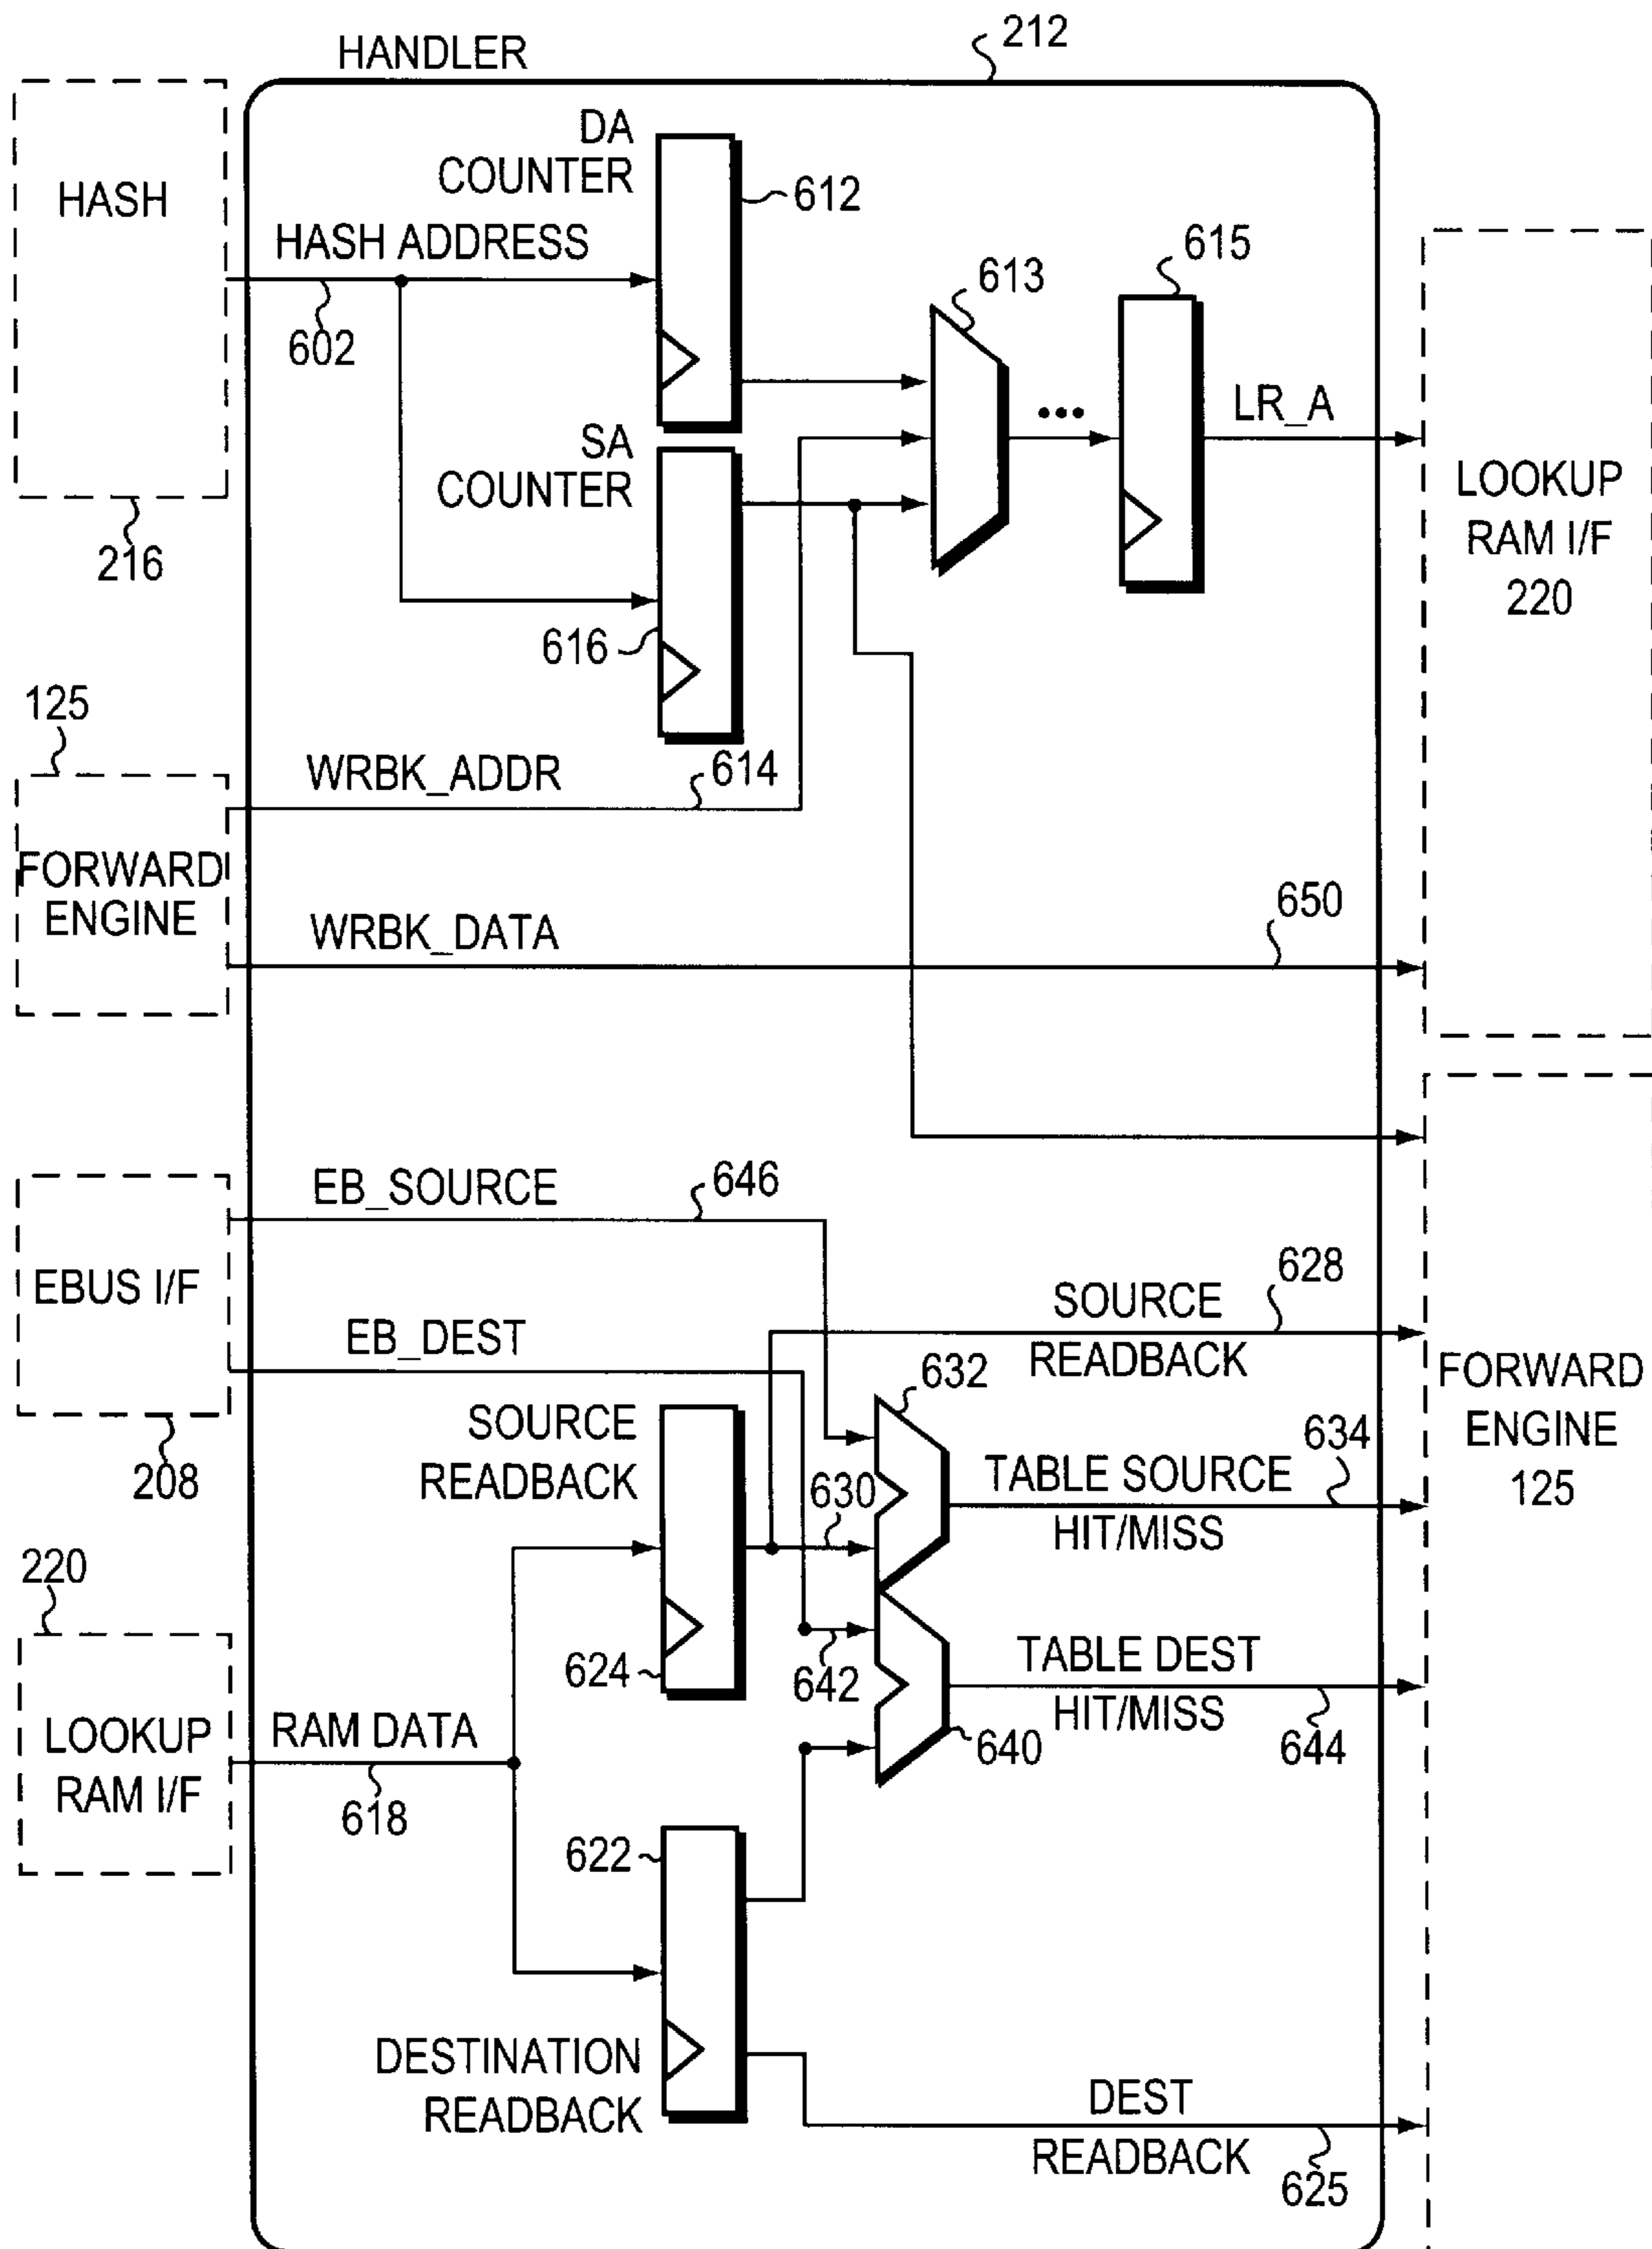 212
HANDLER
HASH
DA
COUNTER
612
HASH ADDRESS
602
613
615
LR_A
SA
COUNTER
LOOKUP
RAM I/F
220
216
616
125
WRBK_ADDR
614
FORWARD
ENGINE
WRBK_DATA
650
EB_SOURCE
646
EBUS I/F
EB_DEST
628
SOURCE
READBACK
632
FORWARD
ENGINE
125
208
SOURCE
READBACK
630
TABLE SOURCE
HIT/MISS
634
220
624
642
TABLE DEST
HIT/MISS
640
644
LOOKUP
RAM I/F
RAM DATA
618
622
DESTINATION
READBACK
DEST
READBACK
625